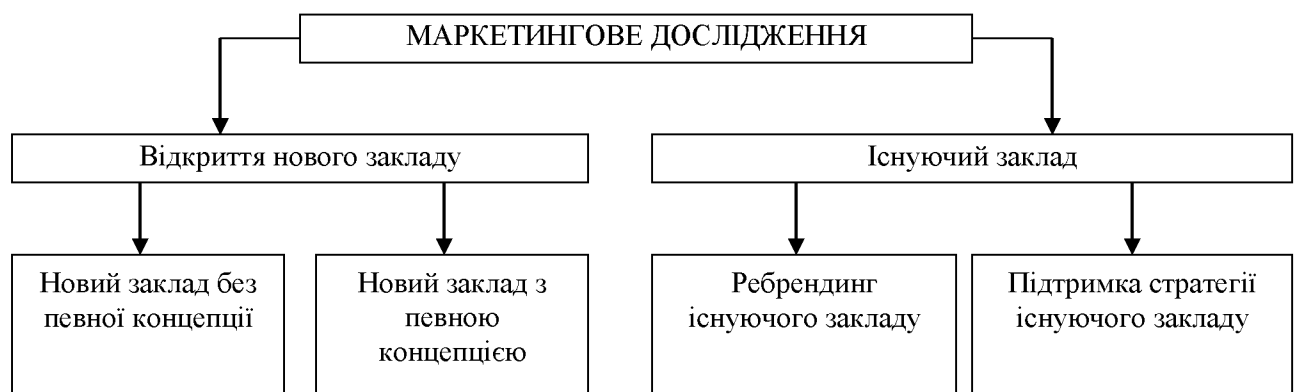 МАРКЕТИНГОВЕ ДОСЛІДЖЕННЯ
Відкриття нового закладу
Існуючий заклад
Новий заклад без
певної концепції
Новий заклад з
певною
концепцією
Ребрендинг
існуючого закладу
Підтримка стратегії
існуючого закладу